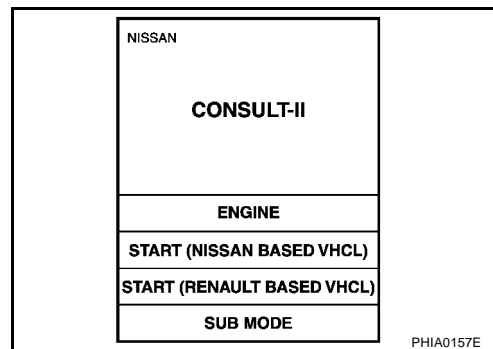 NISSAN
CONSULT-II
ENGINE
START (NISSAN BASED VHCL)
START (RENAULT BASED VHCL)
SUB MODE
PHIA0157E